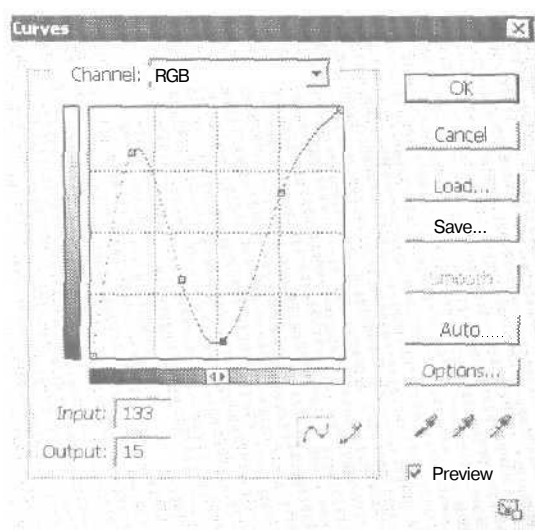 Curves
Channel: RGB
OK
Cancel
Load...
Save...
Smooth
Auto
Options...
Input: 133
Output: 15
Preview